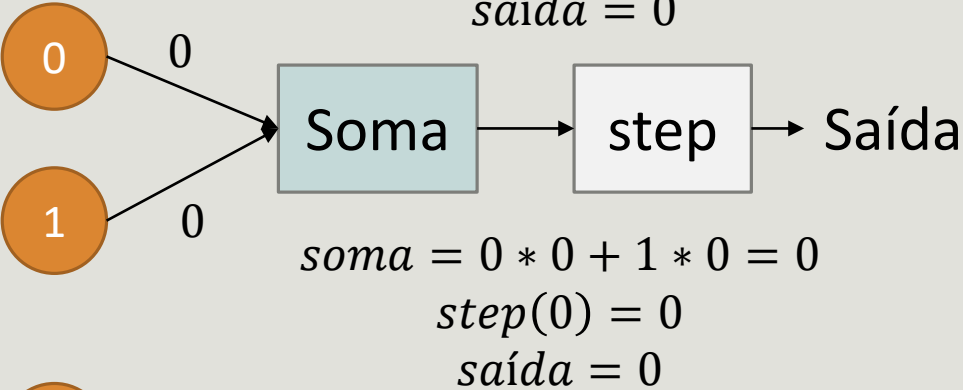 saída = 0
0
0
Soma
step
Saída
1
0
soma = 0 ∗ 0 + 1 ∗ 0 = 0
step(0) = 0
saída = 0